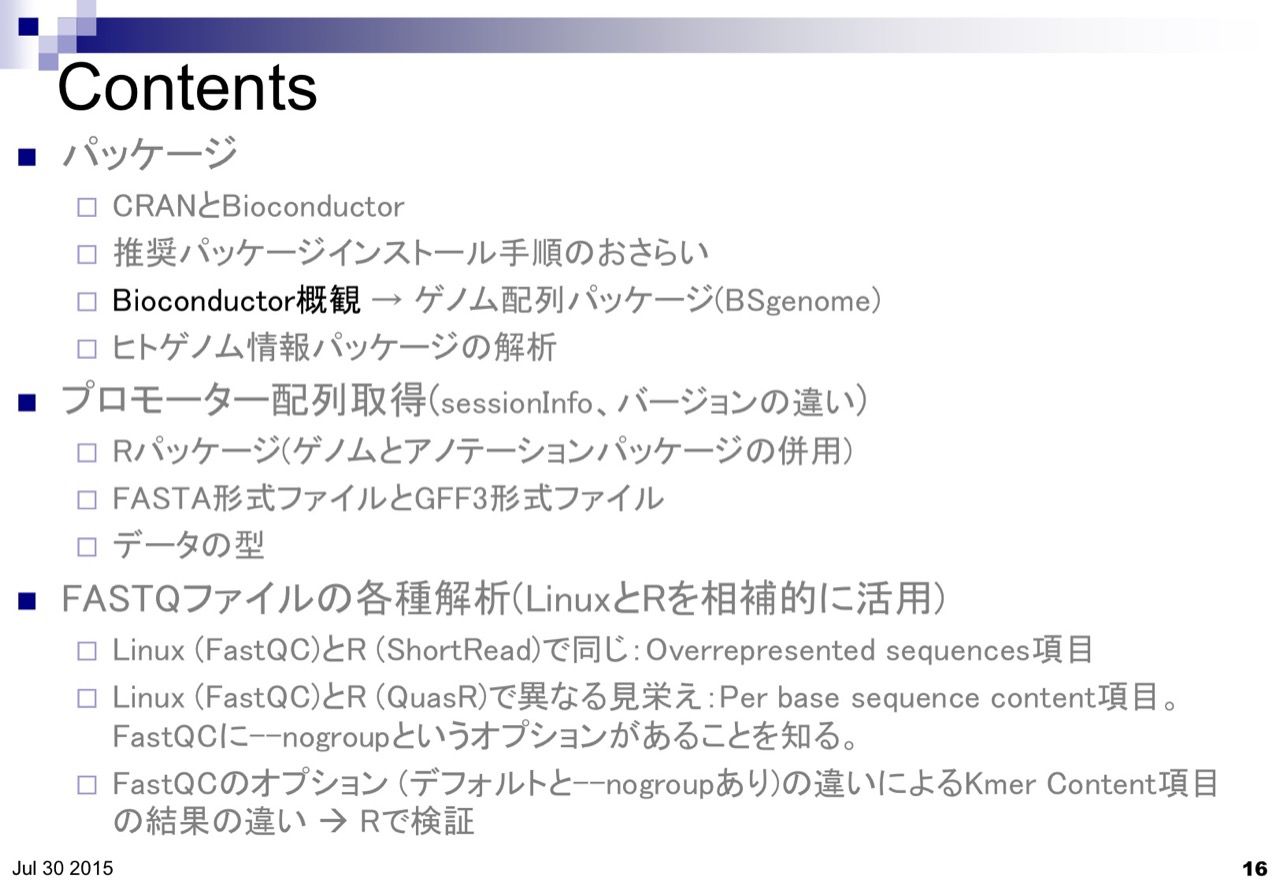 Contents
パッケージ
CRANとBioconductor
推奨パッケージインストール手順のおさらい
Bioconductor概観 → ゲノム配列パッケージ(BSgenome)
ヒトゲノム情報パッケージの解析
プロモーター配列取得(sessionInfo、バージョンの違い)
Rパッケージ(ゲノムとアノテーションパッケージの併用)
FASTA形式ファイルとGFF3形式ファイル
データの型
FASTQファイルの各種解析(LinuxとRを相補的に活用)
Linux (FastQC)とR (ShortRead)で同じ：Overrepresented sequences項目
Linux (FastQC)とR (QuasR)で異なる見栄え：Per base sequence content項目。
FastQCに--nogroupというオプションがあることを知る。
FastQCのオプション (デフォルトと--nogroupあり)の違いによるKmer Content項目
の結果の違い → Rで検証
Jul 30 2015
16